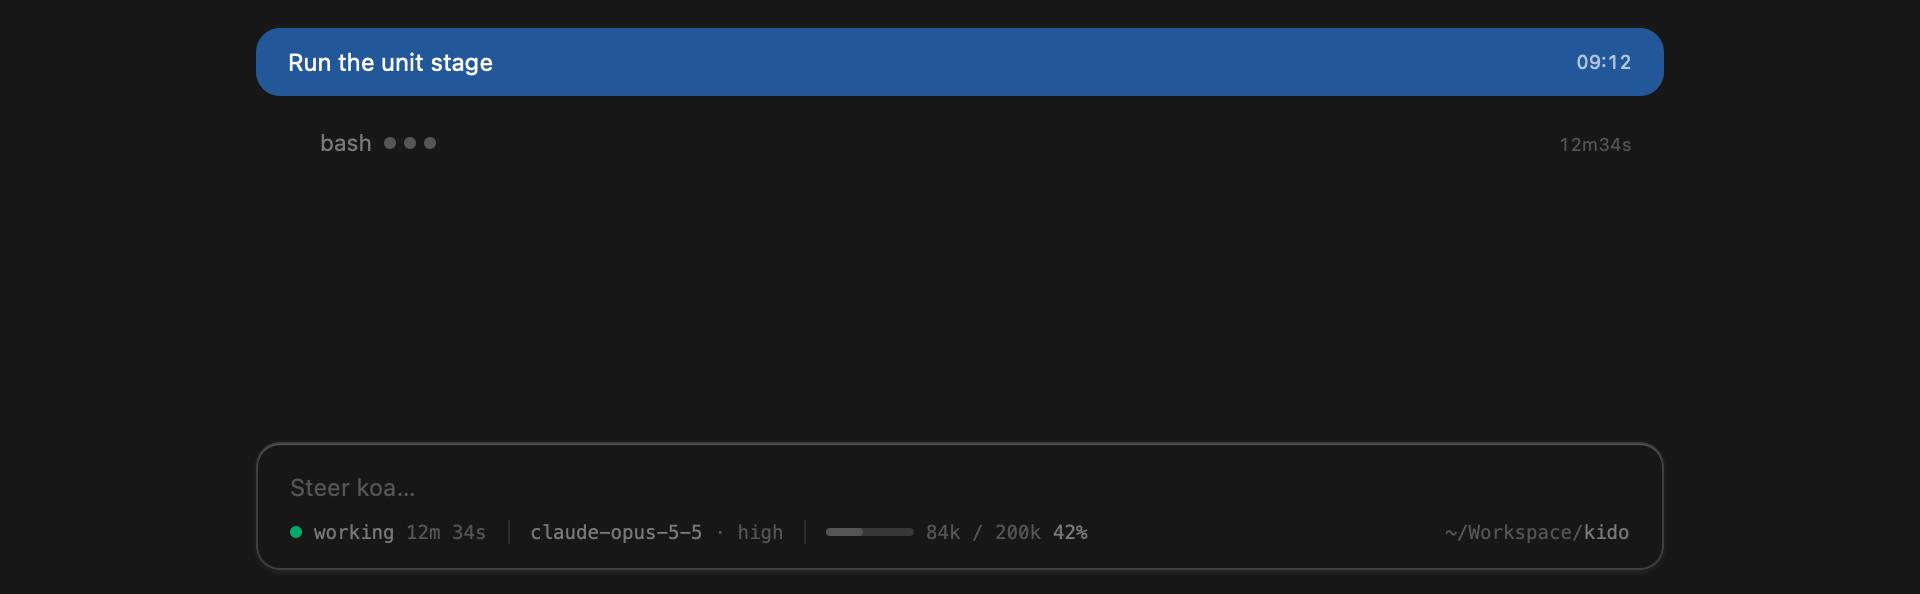 Run the unit stage 09:12
bash 12m34s
Steer koa...
working 12m 34s claude-opus-5-5 · high 84k / 200k 42% ~/Workspace/kido